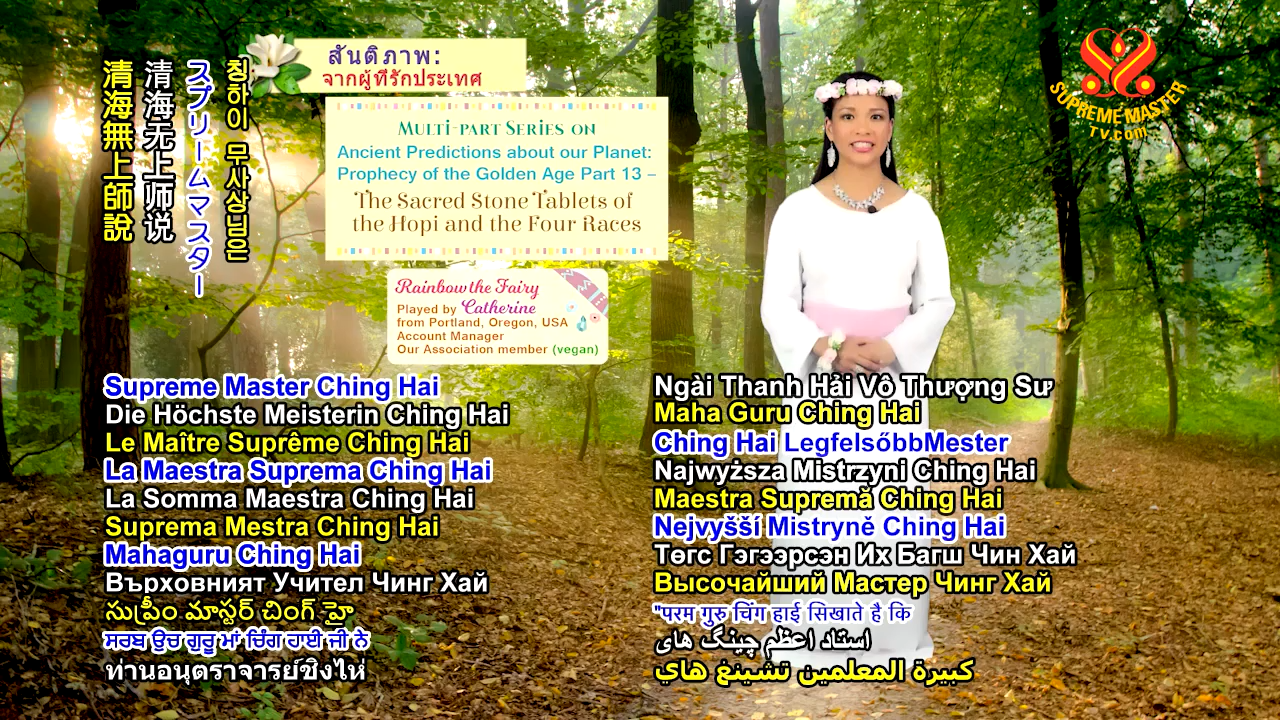 清海無上師說
清海无上师说
スプリームマスター
칭하이 무상사님은
สันติภาพ:
จากผู้ที่รักประเทศ
Multi-part Series on
Ancient Predictions about our Planet:
Prophecy of the Golden Age Part 13 –
The Sacred Stone Tablets of
the Hopi and the Four Races
Rainbow the Fairy
Played by Catherine
from Portland, Oregon, USA
Account Manager
Our Association member (vegan)
SUPREME MASTER
TV.com
Supreme Master Ching Hai
Die Höchste Meisterin Ching Hai
Le Maître Suprême Ching Hai
La Maestra Suprema Ching Hai
La Somma Maestra Ching Hai
Suprema Mestra Ching Hai
Mahaguru Ching Hai
Върховният Учител Чинг Хай
సుప్రీం మాస్టర్ చింగ్ హై
ਸਰਬ ਉਚ ਗੁਰੂ ਮਾਂ ਚਿੰਗ ਹਾਈ ਜੀ ਨੇ
ท่านอนุตราจารย์ชิงไห่
Ngài Thanh Hải Vô Thượng Sư
Maha Guru Ching Hai
Ching Hai LegfelsőbbMester
Najwyższa Mistrzyni Ching Hai
Maestra Supremă Ching Hai
Nejvyšší Mistryně Ching Hai
Төгс Гэгээрсэн Их Багш Чин Хай
Высочайший Мастер Чинг Хай
"परम गुरु चिंग हाई सिखाते है कि
استاد اعظم چینگ های
كبيرة المعلمين تشينغ هاي